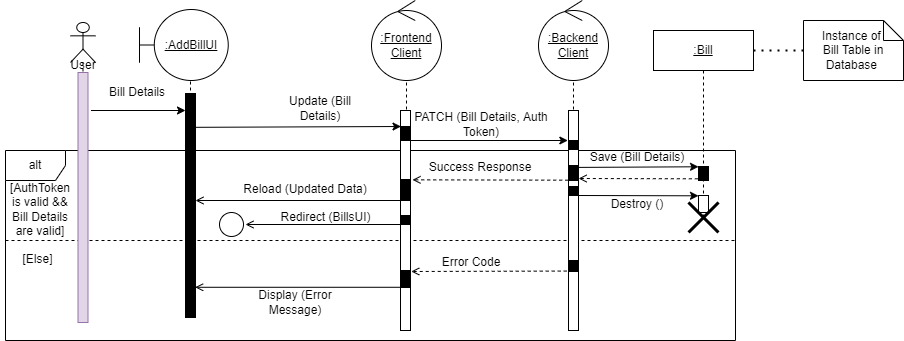 :AddBillUI
:Frontend
Client
:Backend
Client
:Bill
Instance of
Bill Table in
Database
User
Bill Details
Update (Bill
Details)
PATCH (Bill Details, Auth
Token)
alt
[AuthToken
is valid &&
Bill Details
are valid]
Save (Bill Details)
Success Response
Reload (Updated Data)
Destroy ()
Redirect (BillsUI)
[Else]
Error Code
Display (Error
Message)